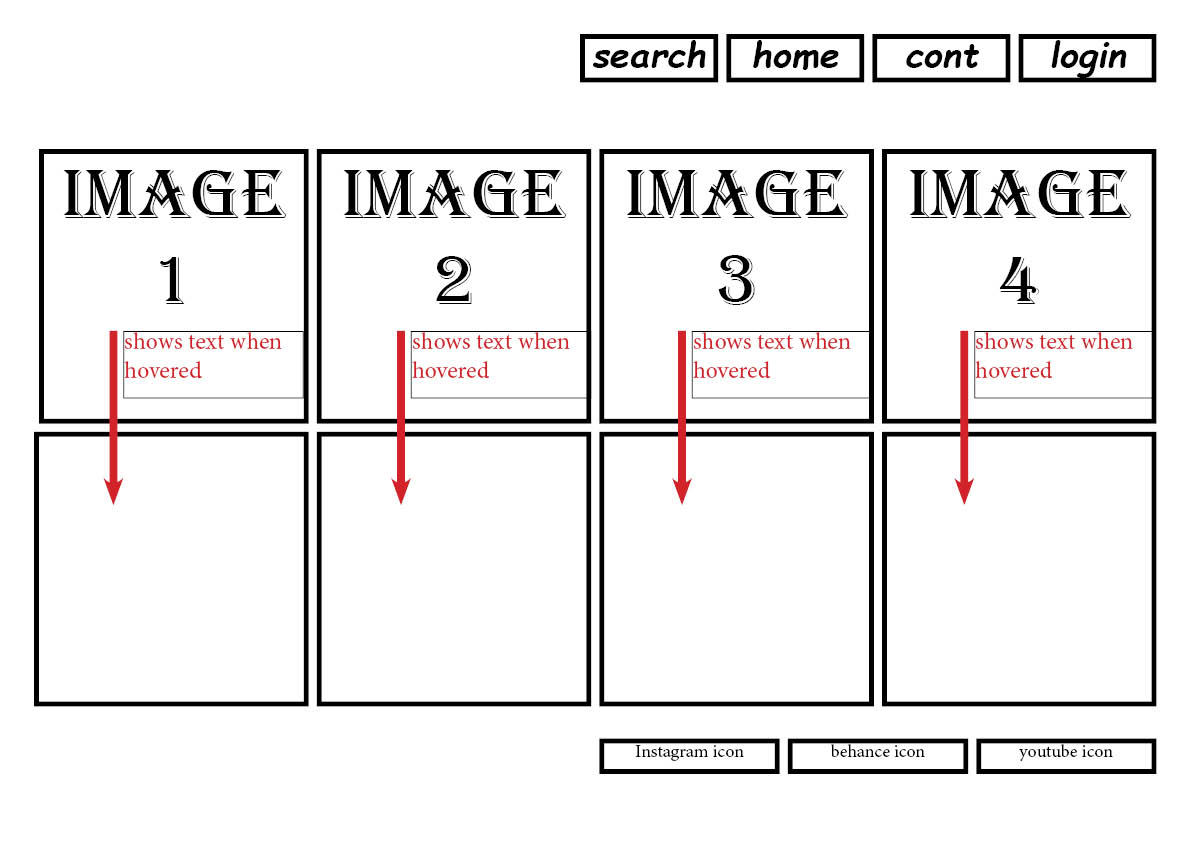 search home cont login
IMAGE IMAGE IMAGE IMAGE
1 2 3 4
shows text when shows text when shows text when shows text when
hovered hovered hovered hovered
Instagram icon behance icon youtube icon